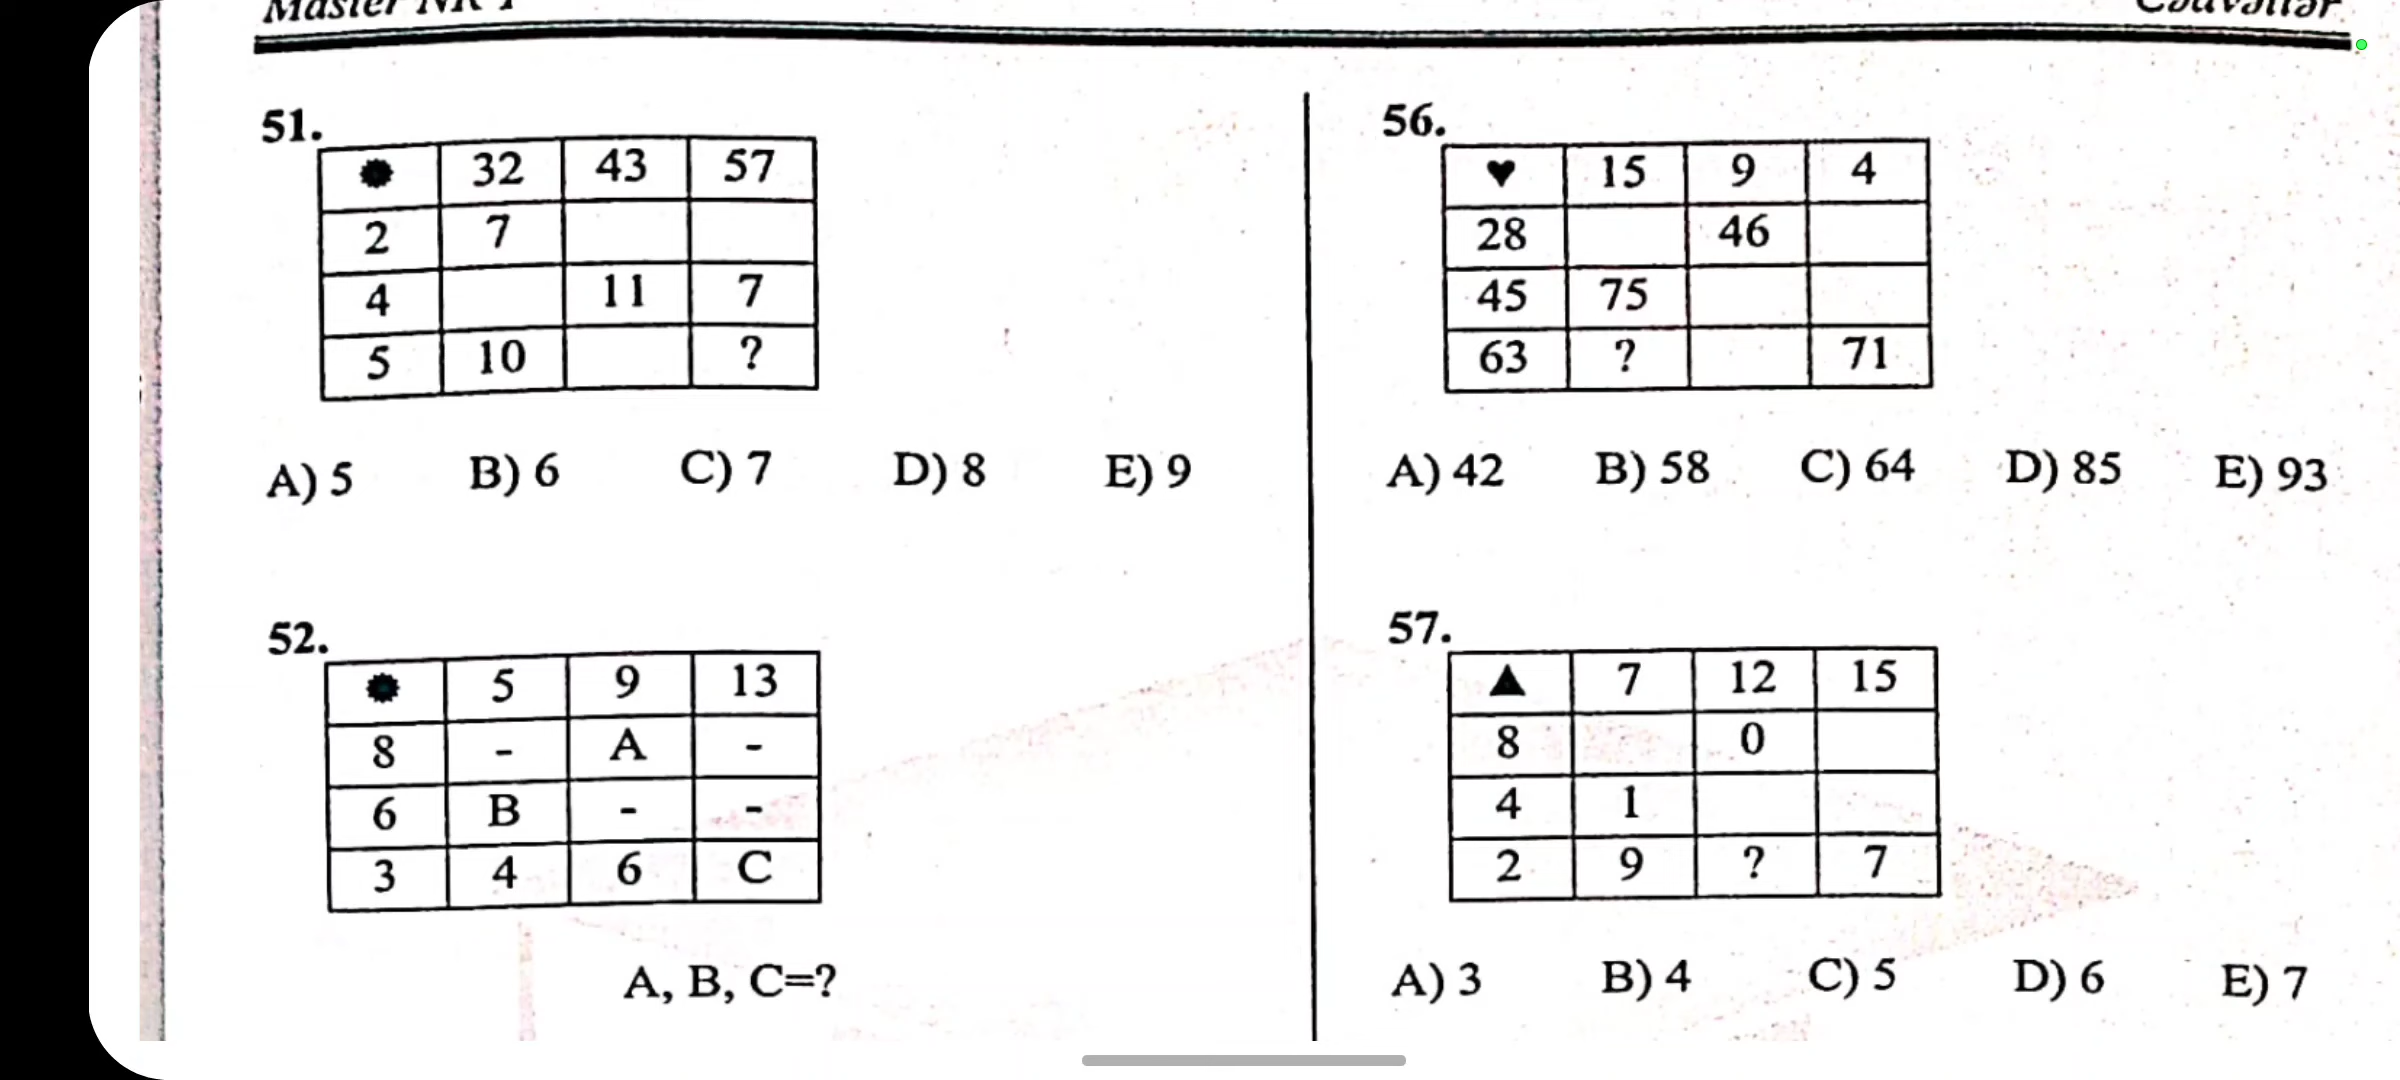 51.
32 43 57
2 7
4 11 7
5 10 ?
A) 5 B) 6 C) 7 D) 8 E) 9
52.
5 9 13
8 - A -
6 B - -
3 4 6 C
A, B, C=?
56.
♥ 15 9 4
28 46
45 75
63 ? 71
A) 42 B) 58 C) 64 D) 85 E) 93
57.
▲ 7 12 15
8 0
4 1
2 9 ? 7
A) 3 B) 4 C) 5 D) 6 E) 7